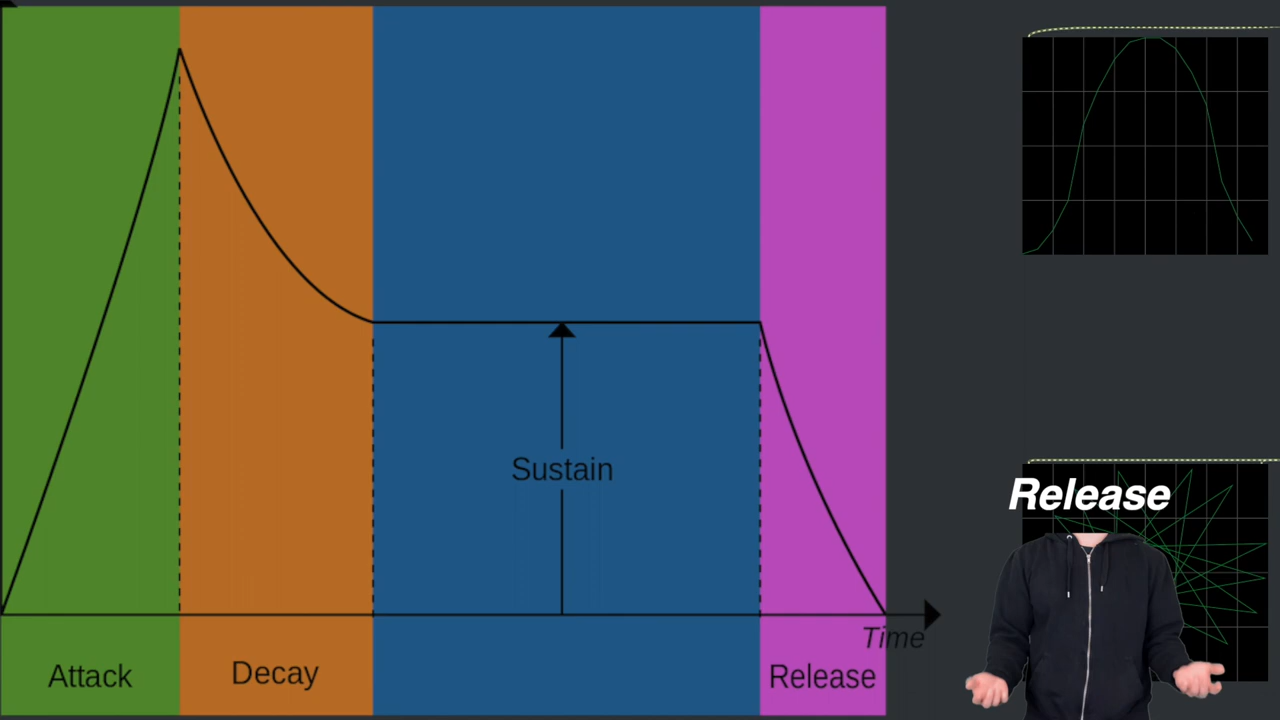 Sustain
Release
Time
Attack
Decay
Release